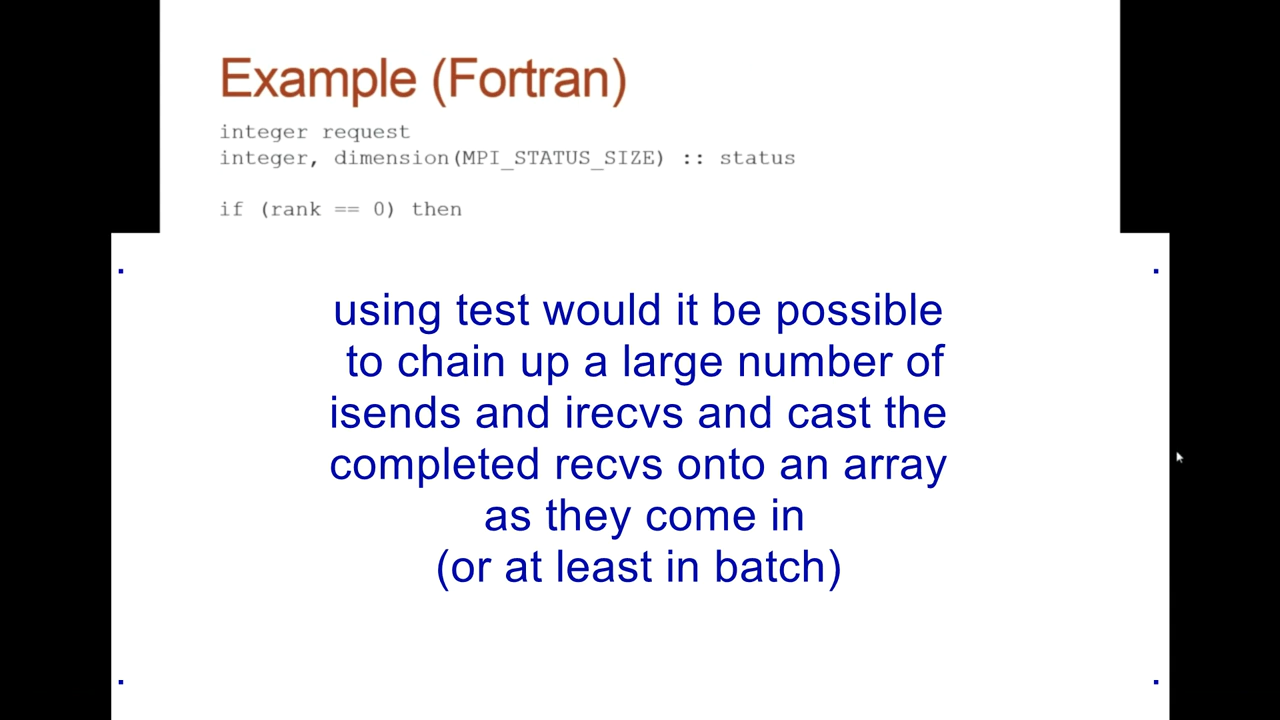 Example (Fortran)
integer request
integer, dimension(MPI_STATUS_SIZE) :: status
if (rank == 0) then
using test would it be possible
to chain up a large number of
isends and irecvs and cast the
completed recvs onto an array
as they come in
(or at least in batch)